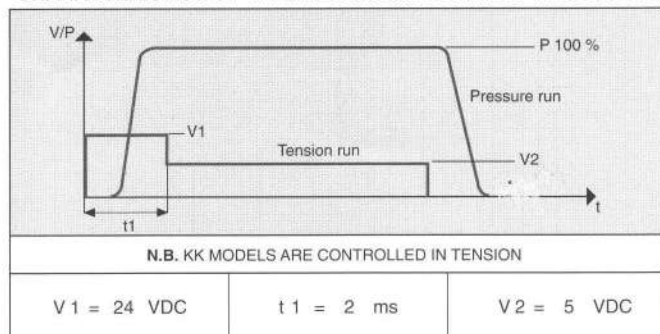 V/P
P 100 %
Pressure run
V1
Tension run
V2
t1
t
N.B. KK MODELS ARE CONTROLLED IN TENSION
V 1 = 24 VDC
t 1 = 2 ms
V 2 = 5 VDC